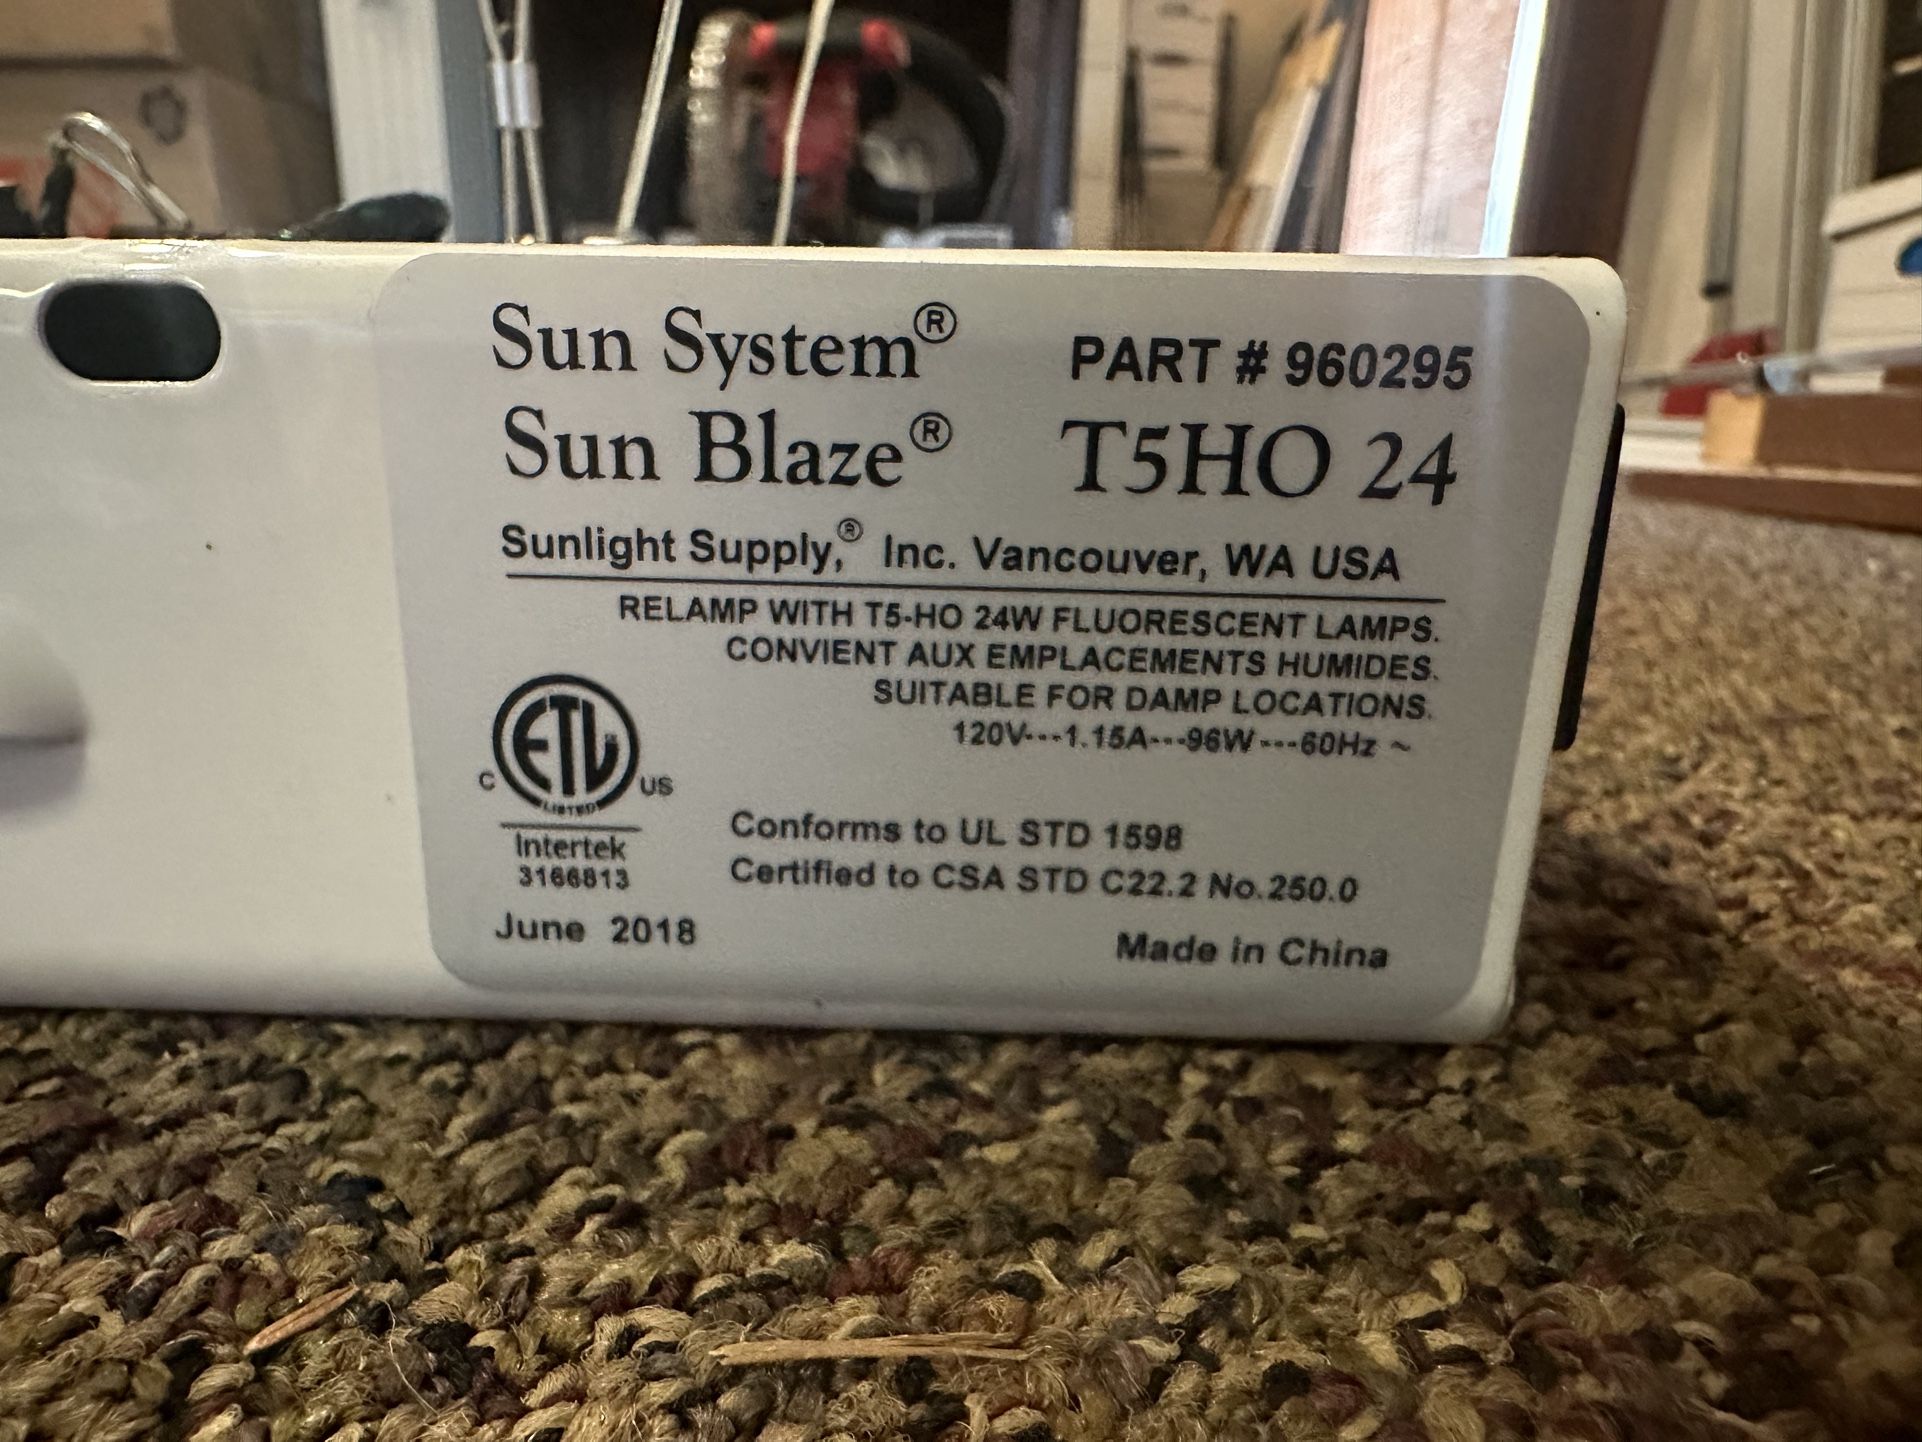 Sun System® PART # 960295
Sun Blaze® T5HO 24
Sunlight Supply,® Inc. Vancouver, WA USA
RELAMP WITH T5-HO 24W FLUORESCENT LAMPS.
CONVIENT AUX EMPLACEMENTS HUMIDES.
SUITABLE FOR DAMP LOCATIONS.
120V---1.15A---96W---60Hz ~
ETL
LISTED
C US
Intertek
3166813
Conforms to UL STD 1598
Certified to CSA STD C22.2 No.250.0
June 2018
Made in China